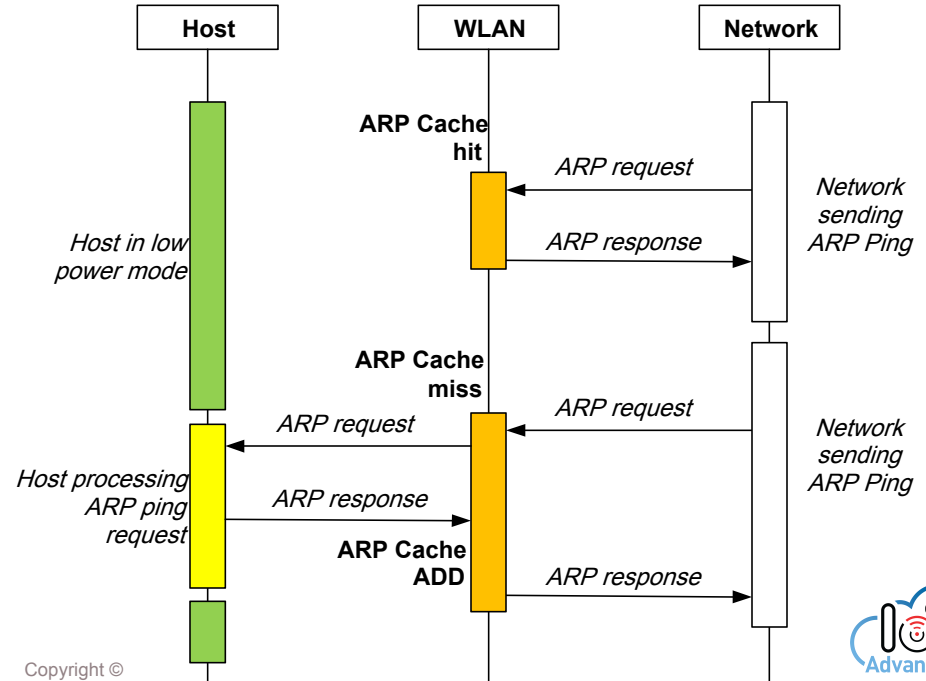 Host
WLAN
Network
ARP Cache
hit
ARP request
Network
sending
ARP Ping
ARP response
Host in low
power mode
ARP Cache
miss
ARP request
ARP request
Network
sending
ARP Ping
Host processing
ARP ping
request
ARP response
ARP Cache
ADD
ARP response
Copyright ©